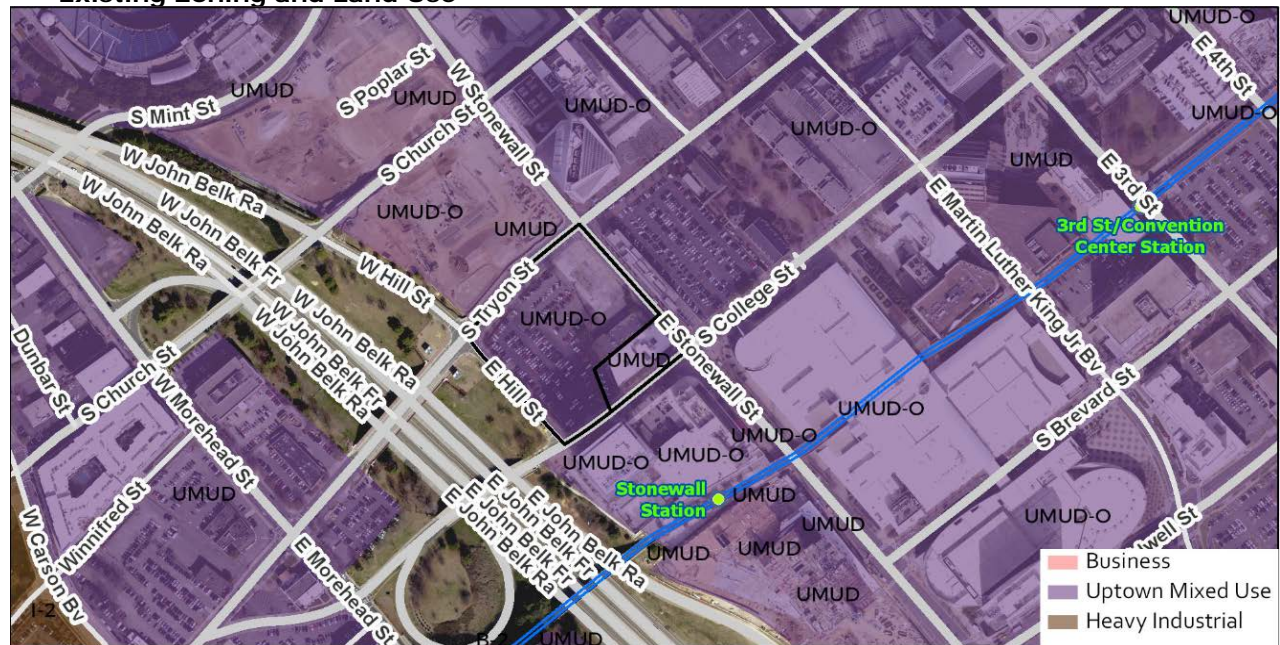 Existing Zoning and Land Use
UMUD-O
UMUD
S Poplar St
UMUD
W Stonewall St
UMUD-O
E 4th St
UMUD-O
S Mint St
S Church St
UMUD-O
UMUD
E 3rd St
W John Belk Ra
W John Belk Fr
W John Belk Ra
UMUD-O
UMUD
E Martin Luther King Jr Bv
3rd St/Convention
Center Station
W Hill St
S Tryon St
UMUD-O
S College St
E Stonewall St
UMUD
W John Belk Ra
W John Belk Fr
W John Belk Ra
E Hill St
Dunbar St
S Church St
W Morehead St
UMUD-O
S Brevard St
UMUD-O
UMUD-O
UMUD-O
Stonewall
Station
UMUD
UMUD
Winnifred St
W Carson Bv
E Morehead St
E John Belk Ra
E John Belk Fr
E John Belk Fr
E John Belk Ra
UMUD
UMUD
UMUD
UMUD-O
dwell St
I-2
B-2
UMUD
Business
Uptown Mixed Use
Heavy Industrial